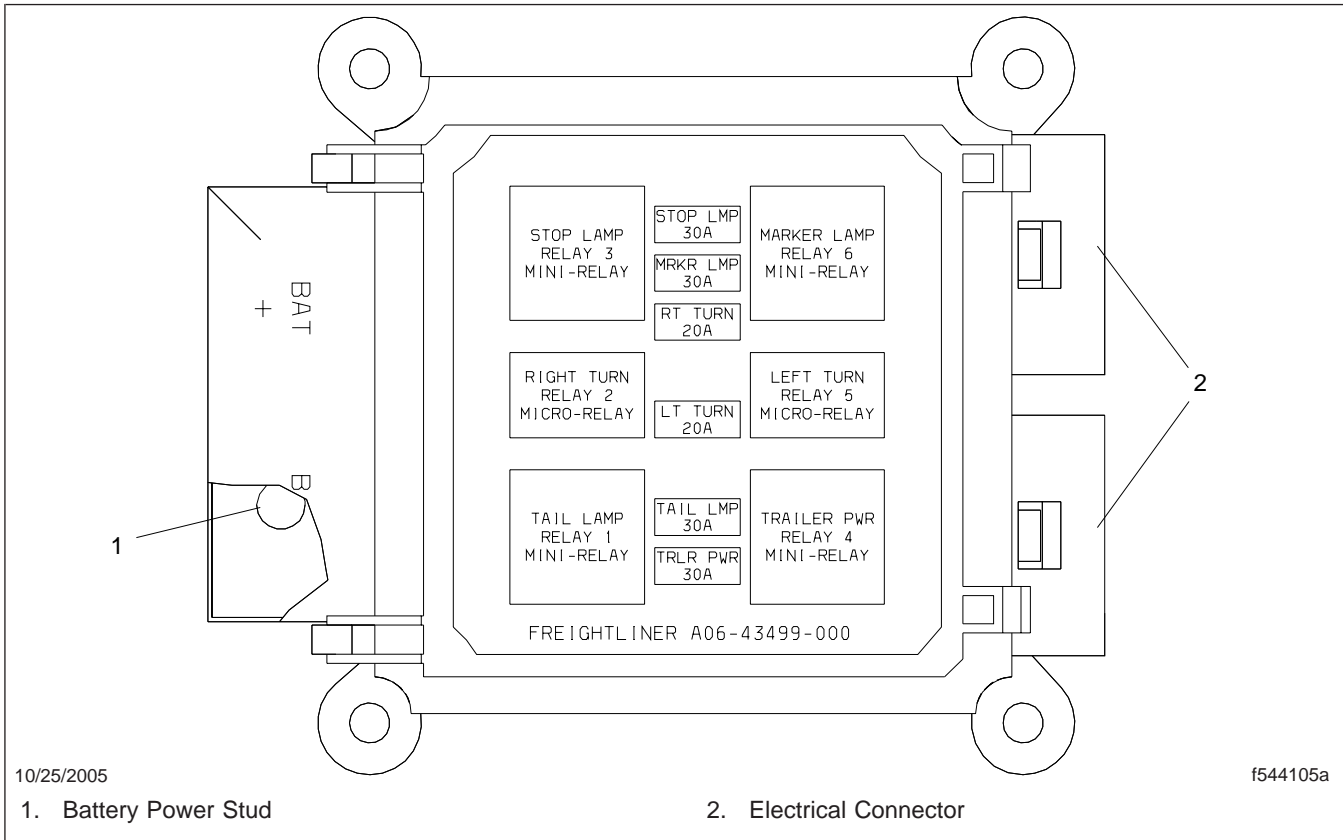 STOP LAMP
RELAY 3
MINI-RELAY
STOP LMP
30A
MRKR LMP
30A
RT TURN
20A
MARKER LAMP
RELAY 6
MINI-RELAY
BAT
+
RIGHT TURN
RELAY 2
MICRO-RELAY
LT TURN
20A
LEFT TURN
RELAY 5
MICRO-RELAY
2
B
1
TAIL LAMP
RELAY 1
MINI-RELAY
TAIL LMP
30A
TRLR PWR
30A
TRAILER PWR
RELAY 4
MINI-RELAY
FREIGHTLINER A06-43499-000
10/25/2005
f544105a
1. Battery Power Stud
2. Electrical Connector